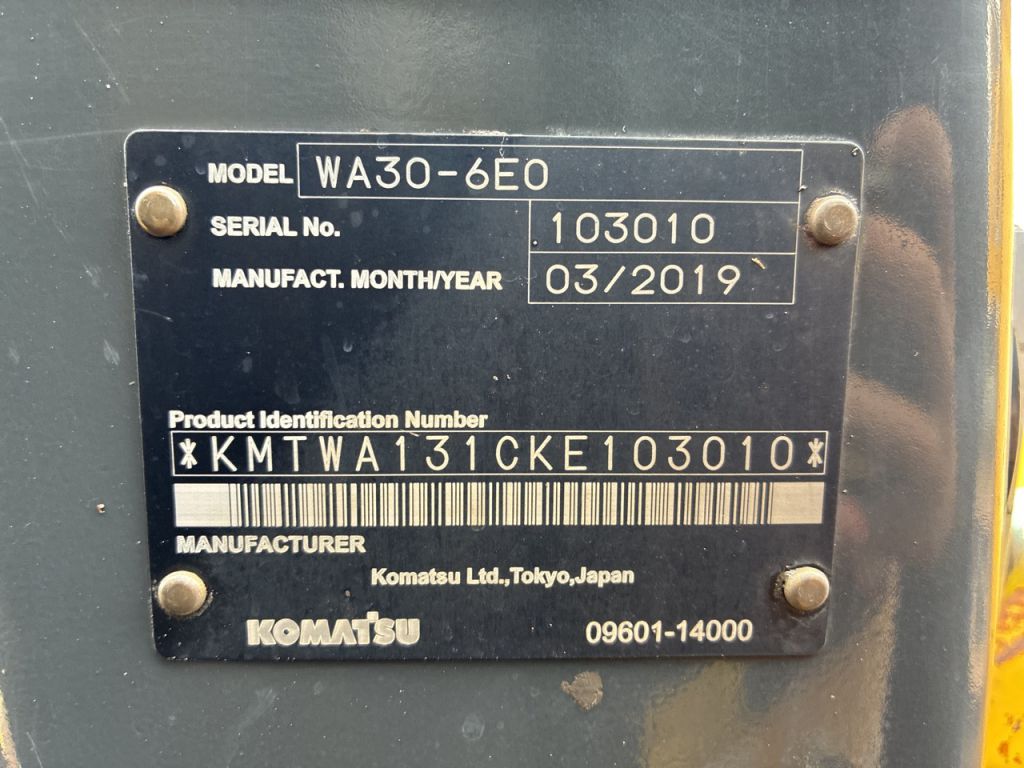 MODEL WA30-6E0
SERIAL No. 103010
MANUFACT. MONTH/YEAR 03/2019
Product Identification Number
*KMTWA131CKE103010*
MANUFACTURER
Komatsu Ltd.,Tokyo,Japan
KOMATSU 09601-14000